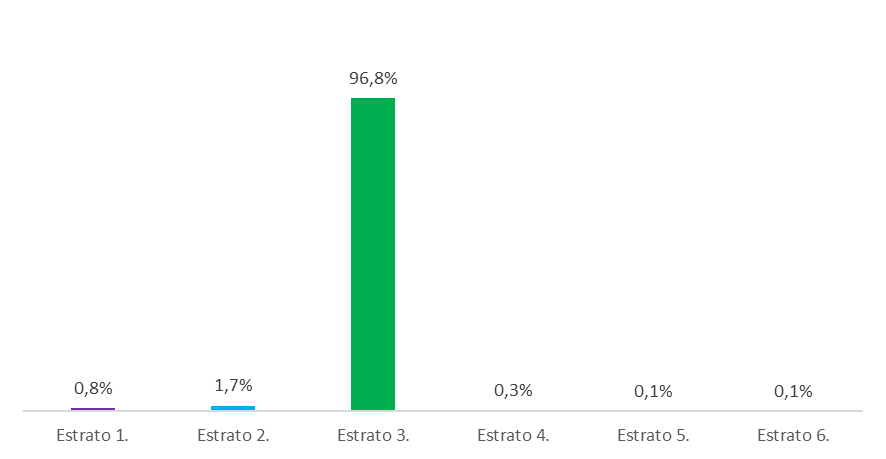 96,8%
0,8%
1,7%
0,3%
0,1%
0,1%
Estrato 1.
Estrato 2.
Estrato 3.
Estrato 4.
Estrato 5.
Estrato 6.